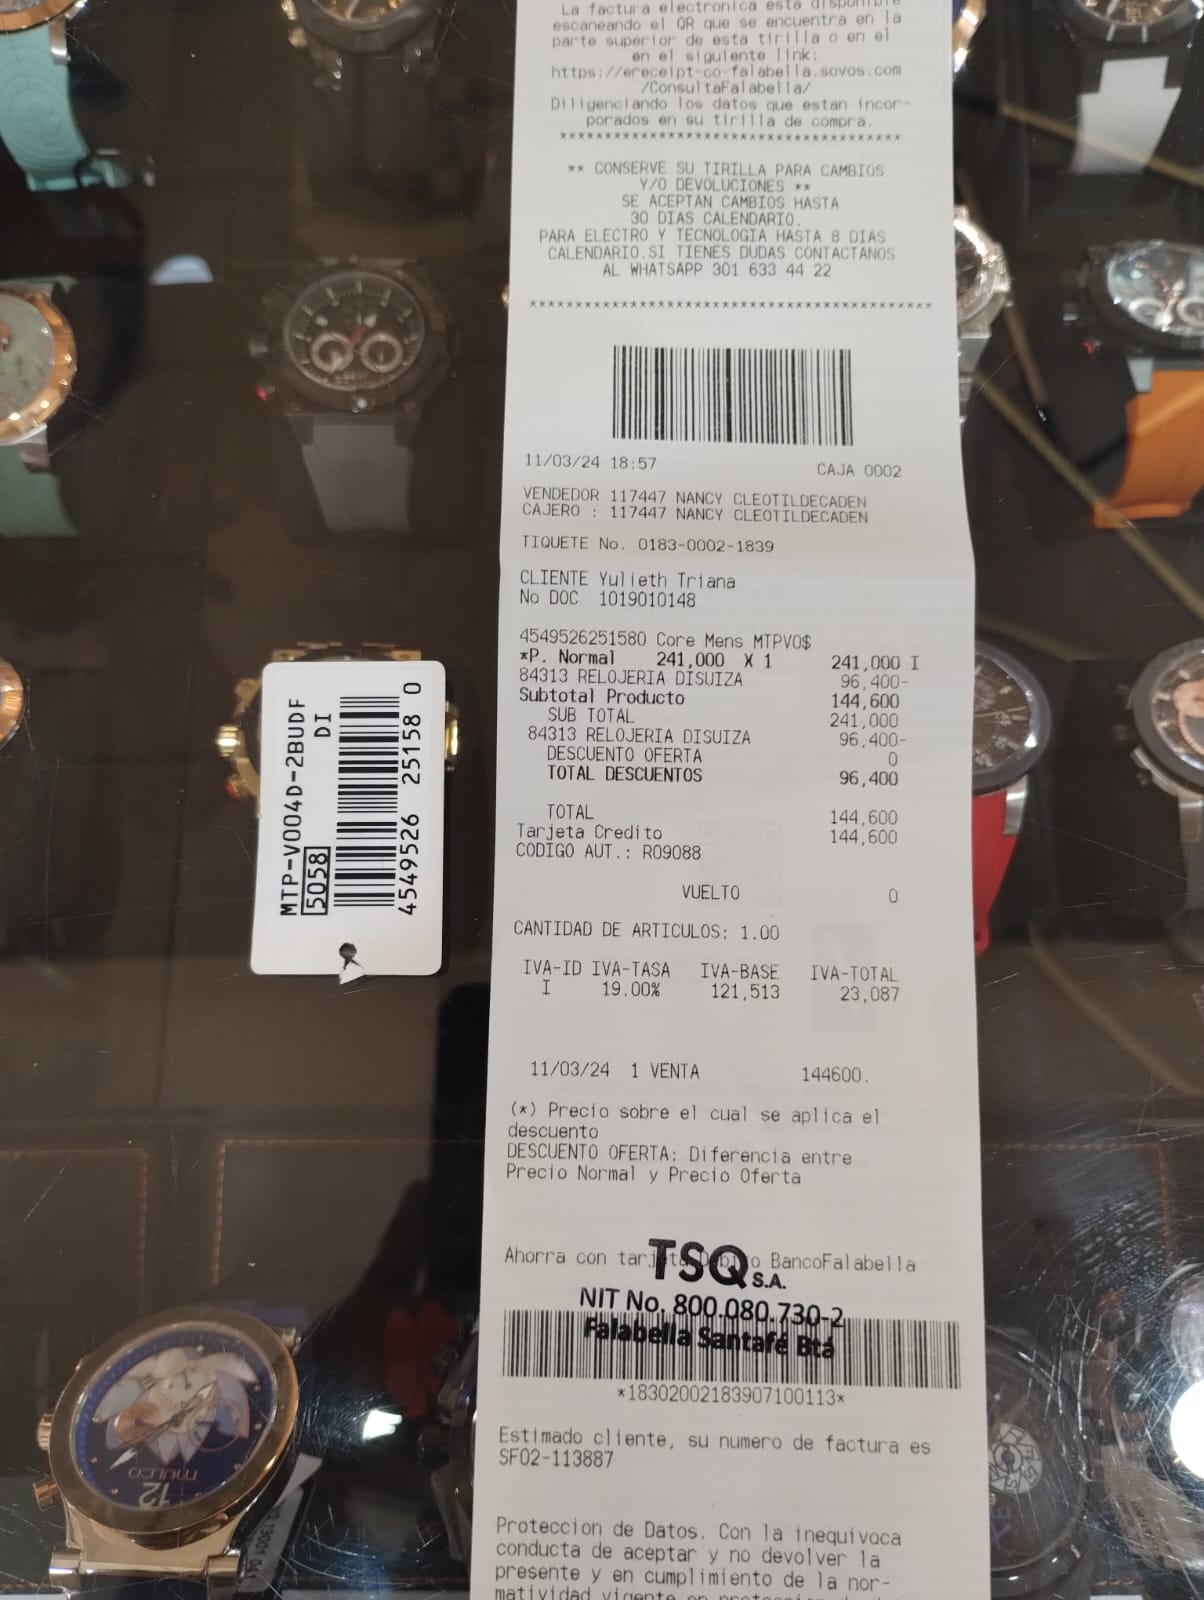 La factura electronica esta disponible
escaneando el QR que se encuentra en la
parte superior de esta tirilla o en el
en el siguiente link:
https://ereceipt-co-falabella.sovos.com
/ConsultaFalabella/
Diligenciando los datos que estan incor-
porados en su tirilla de compra.
**************************************
** CONSERVE SU TIRILLA PARA CAMBIOS
Y/O DEVOLUCIONES **
SE ACEPTAN CAMBIOS HASTA
30 DIAS CALENDARIO.
PARA ELECTRO Y TECNOLOGIA HASTA 8 DIAS
CALENDARIO.SI TIENES DUDAS CONTACTANOS
AL WHATSAPP 301 633 44 22
********************************************
11/03/24 18:57 CAJA 0002
VENDEDOR 117447 NANCY CLEOTILDECADEN
CAJERO : 117447 NANCY CLEOTILDECADEN
TIQUETE No. 0183-0002-1839
CLIENTE Yulieth Triana
No DOC 1019010148
4549526251580 Core Mens MTPV0$
*P. Normal 241,000 X 1 241,000 I
84313 RELOJERIA DISUIZA 96,400-
Subtotal Producto 144,600
SUB TOTAL 241,000
84313 RELOJERIA DISUIZA 96,400-
DESCUENTO OFERTA 0
TOTAL DESCUENTOS 96,400
TOTAL 144,600
Tarjeta Credito 144,600
CODIGO AUT.: R09088
VUELTO 0
CANTIDAD DE ARTICULOS: 1.00
IVA-ID IVA-TASA IVA-BASE IVA-TOTAL
I 19.00% 121,513 23,087
11/03/24 1 VENTA 144600.
(*) Precio sobre el cual se aplica el
descuento
DESCUENTO OFERTA: Diferencia entre
Precio Normal y Precio Oferta
Ahorra con tarjeta Debito BancoFalabella
TSQ S.A.
NIT No. 800.080.730-2
Falabella Santafé Btá
*18302002183907100113*
Estimado cliente, su numero de factura es
SF02-113887
Proteccion de Datos. Con la inequivoca
conducta de aceptar y no devolver la
presente y en cumplimiento de la nor-
matividad vigente en
MTP-V004D-2BUDF
DI
5058
4549526 25158 0
MULCO
12